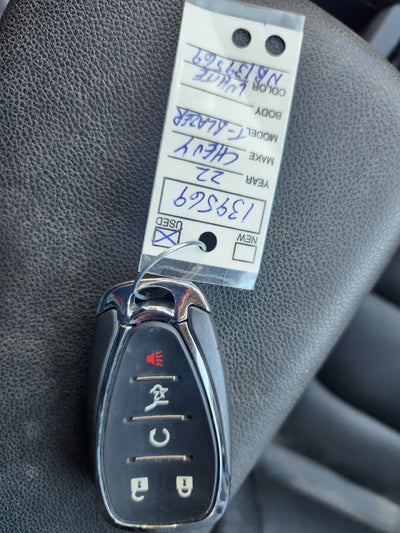 NEW
USED
139569
YEAR 22
MAKE CHEVY
MODEL T-BLAZER
BODY
COLOR WHITE
NB139569